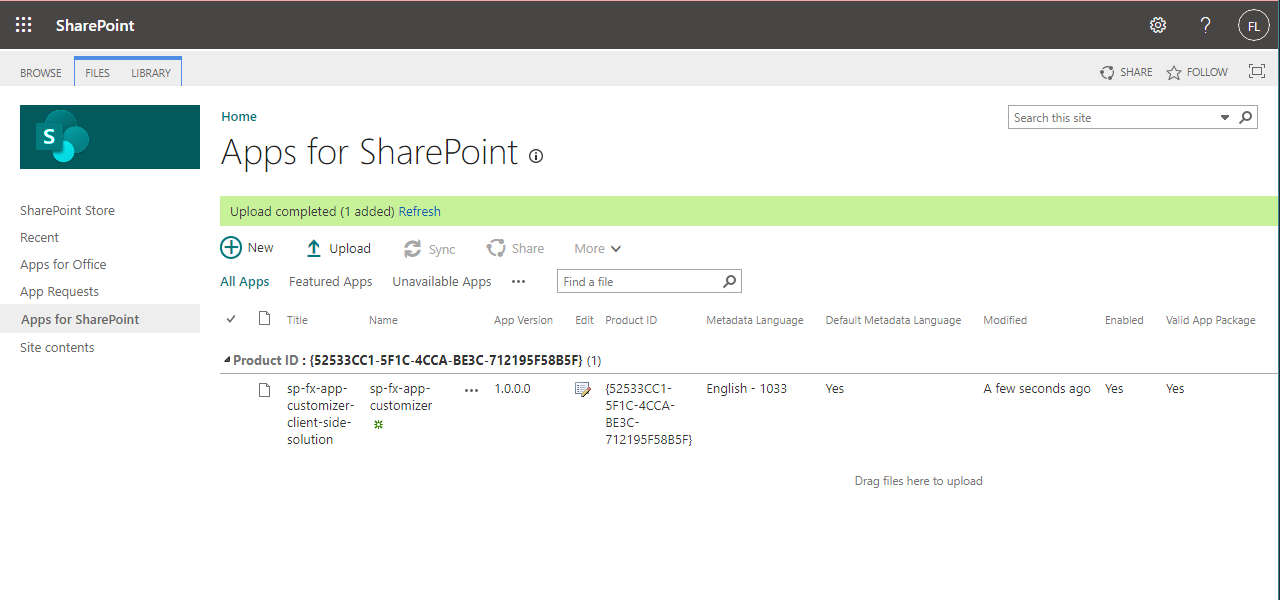 SharePoint
?
FL
BROWSE FILES LIBRARY
SHARE FOLLOW
S
Home
Search this site
Apps for SharePoint
Upload completed (1 added) Refresh
SharePoint Store
Recent
Apps for Office
App Requests
Apps for SharePoint
Site contents
New Upload Sync Share More
All Apps Featured Apps Unavailable Apps ... Find a file
Title Name App Version Edit Product ID Metadata Language Default Metadata Language Modified Enabled Valid App Package
Product ID : {52533CC1-5F1C-4CCA-BE3C-712195F58B5F} (1)
sp-fx-app- sp-fx-app- ... 1.0.0.0 {52533CC1- English - 1033 Yes A few seconds ago Yes Yes
customizer- customizer 5F1C-4CCA-
client-side- BE3C-
solution 712195F58B5F}
Drag files here to upload